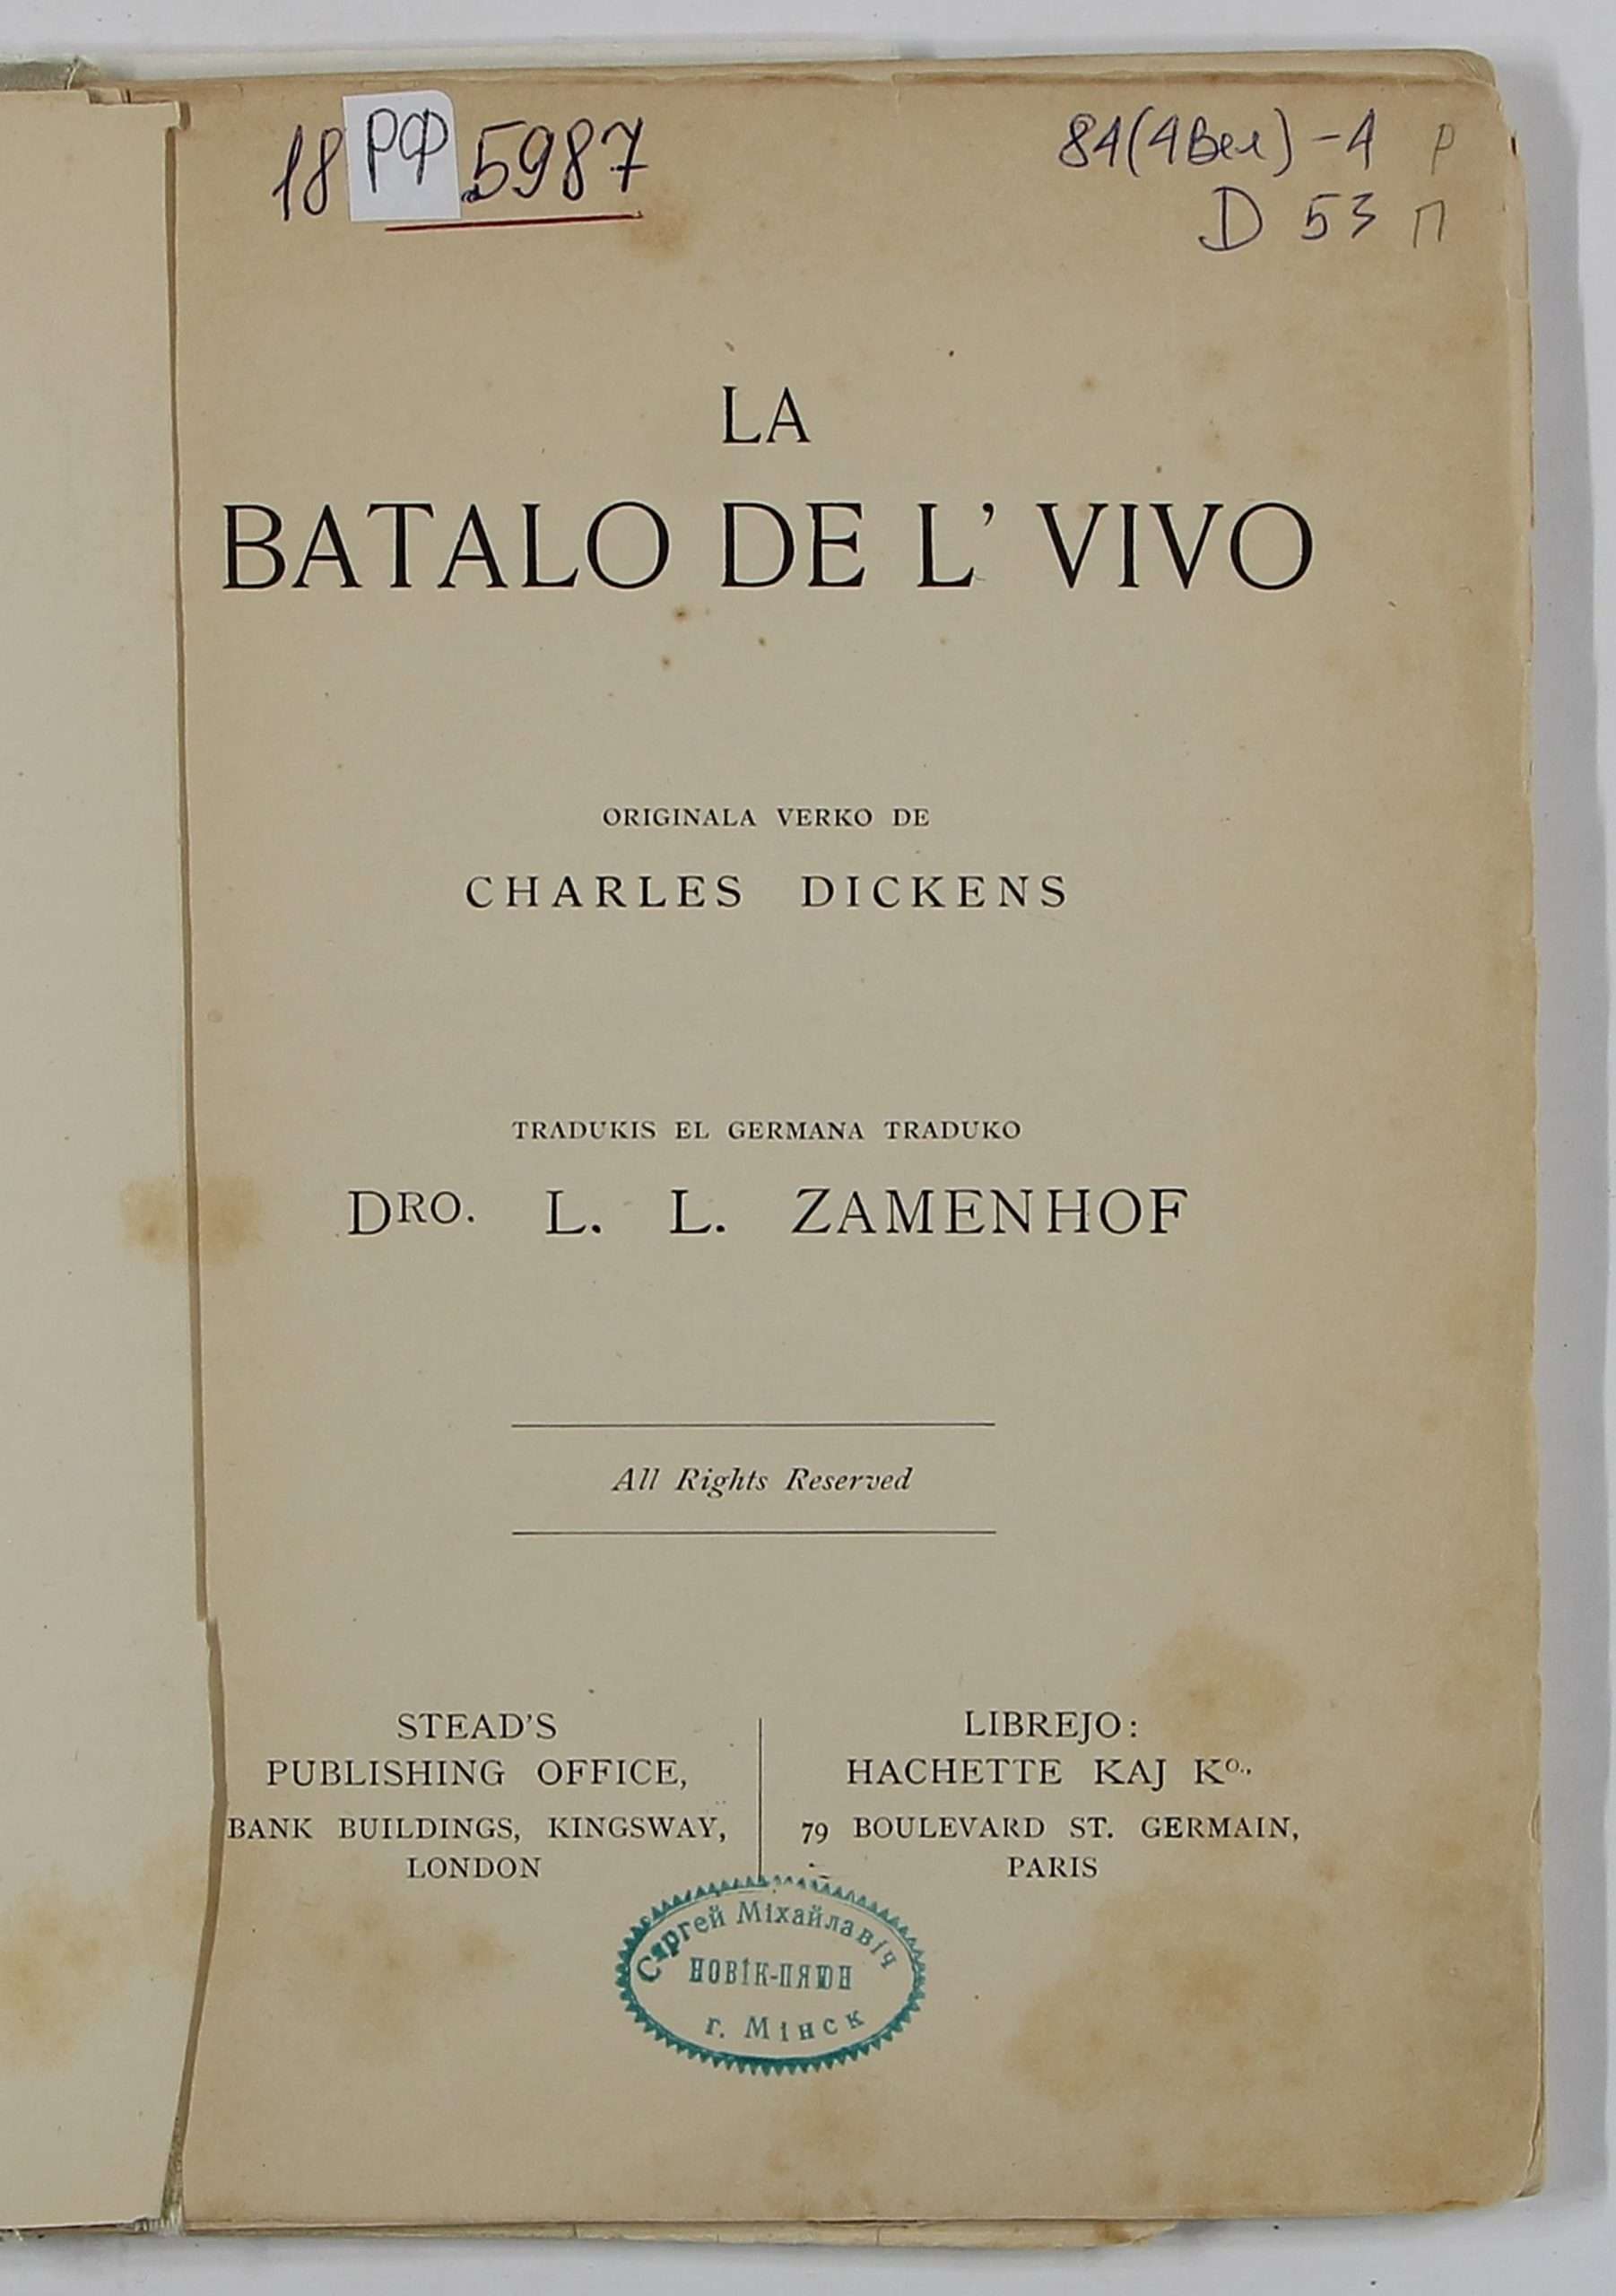 18 РФ 5987
84(4Вел)-4 Р
D 53 П
LA
BATALO DE L' VIVO
ORIGINALA VERKO DE
CHARLES DICKENS
TRADUKIS EL GERMANA TRADUKO
DRO. L. L. ZAMENHOF
All Rights Reserved
STEAD'S
PUBLISHING OFFICE,
BANK BUILDINGS, KINGSWAY,
LONDON
LIBREJO:
HACHETTE KAJ Ko.,
79 BOULEVARD ST. GERMAIN,
PARIS
Сяргей Міхайлавіч
НОВІК-ПЯЮН
г. Мінск